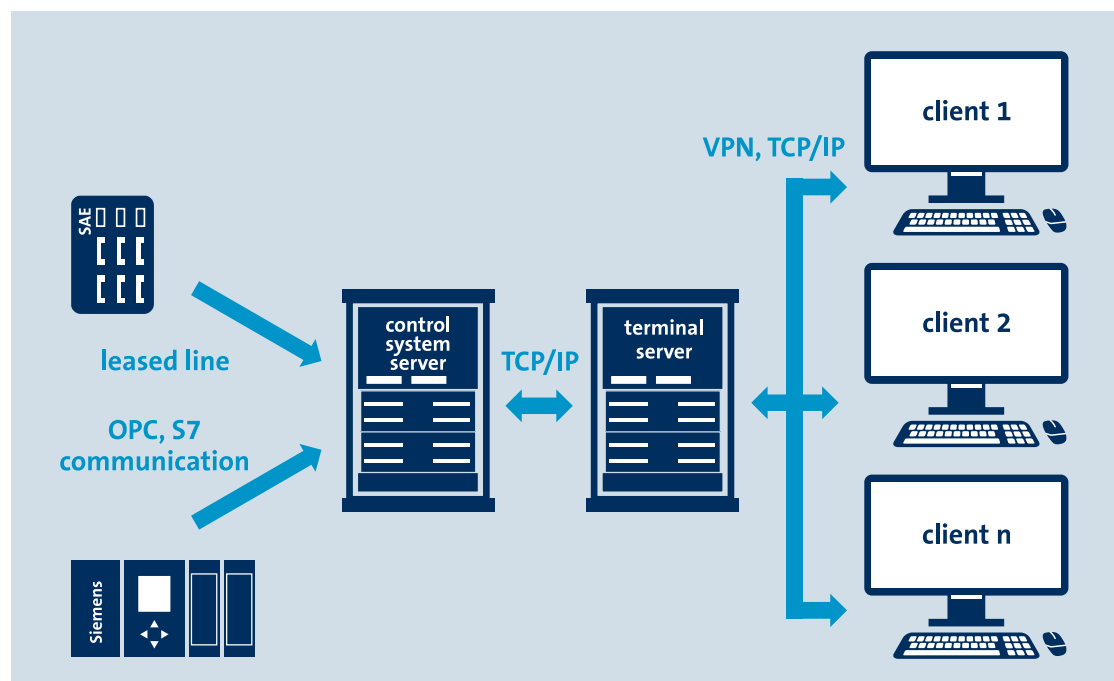 SAE
leased line
OPC, S7
communication
Siemens
control
system
server
TCP/IP
terminal
server
VPN, TCP/IP
client 1
client 2
client n